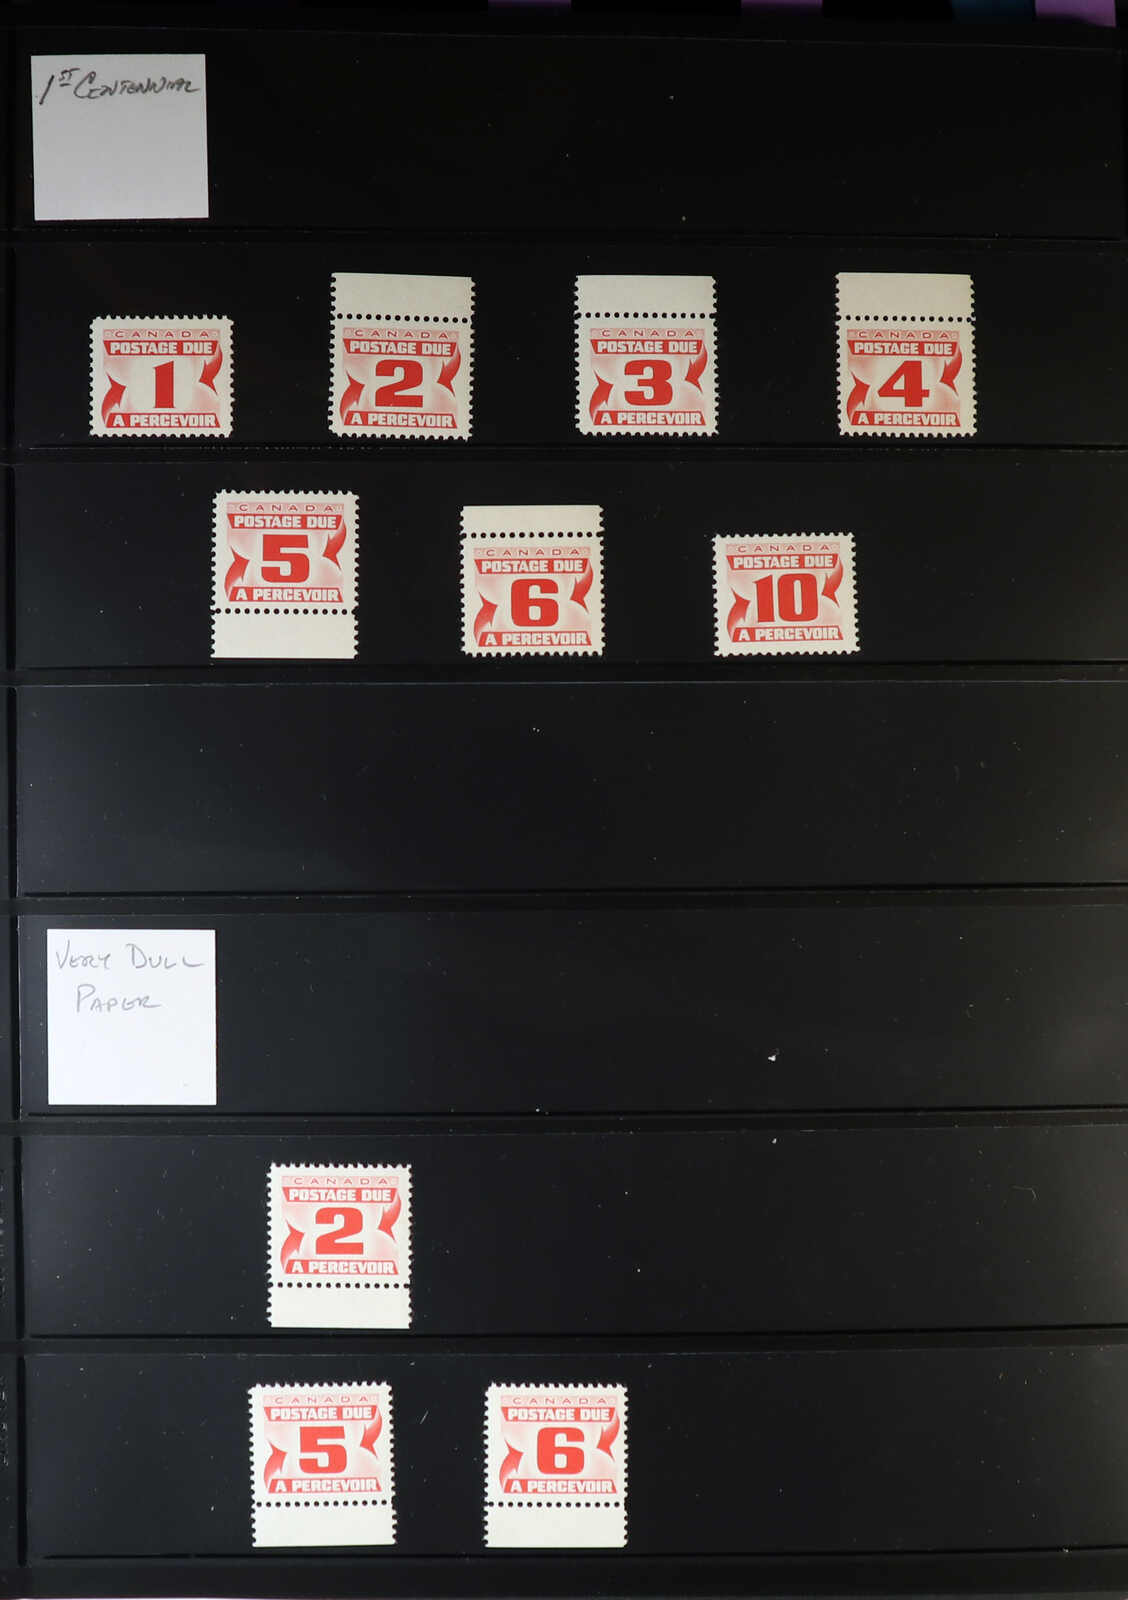 1ST CENTENNIAL
CANADA
POSTAGE DUE
1
A PERCEVOIR
CANADA
POSTAGE DUE
2
A PERCEVOIR
CANADA
POSTAGE DUE
3
A PERCEVOIR
CANADA
POSTAGE DUE
4
A PERCEVOIR
CANADA
POSTAGE DUE
5
A PERCEVOIR
CANADA
POSTAGE DUE
6
A PERCEVOIR
CANADA
POSTAGE DUE
10
A PERCEVOIR
VERY DULL
PAPER
CANADA
POSTAGE DUE
2
A PERCEVOIR
CANADA
POSTAGE DUE
5
A PERCEVOIR
CANADA
POSTAGE DUE
6
A PERCEVOIR